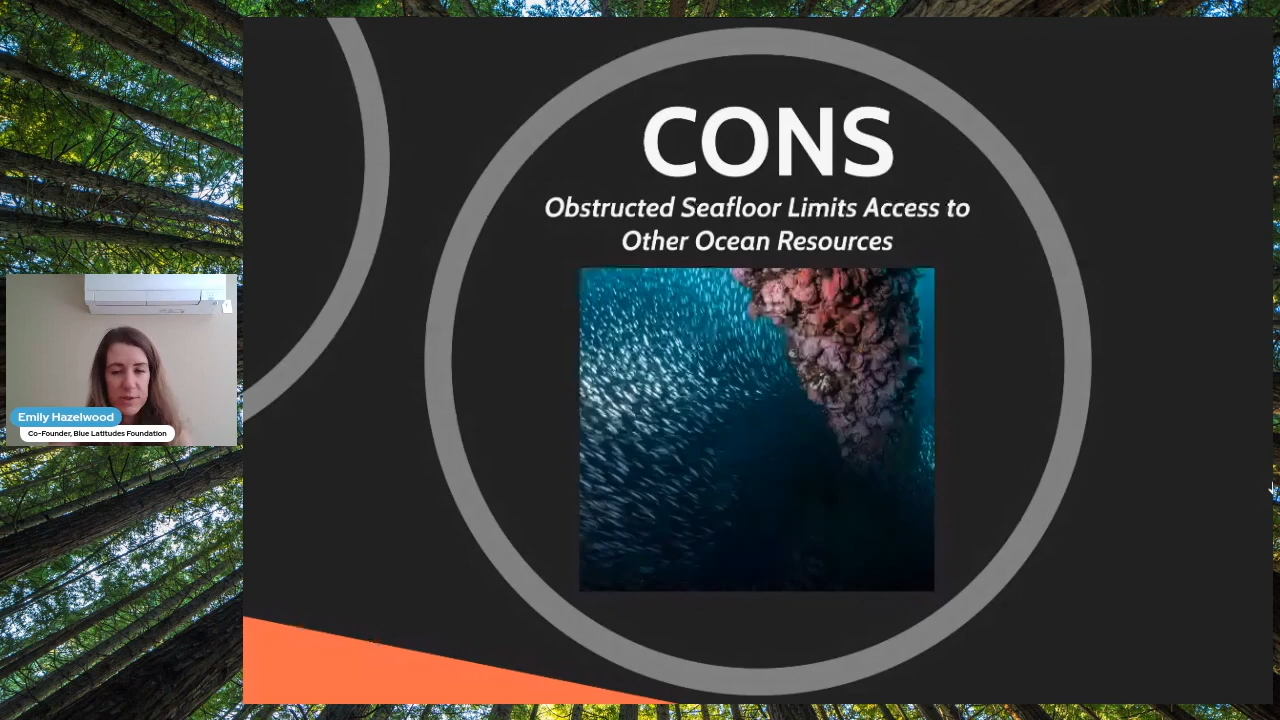 CONS
Obstructed Seafloor Limits Access to
Other Ocean Resources
Emily Hazelwood
Co-Founder, Blue Latitudes Foundation